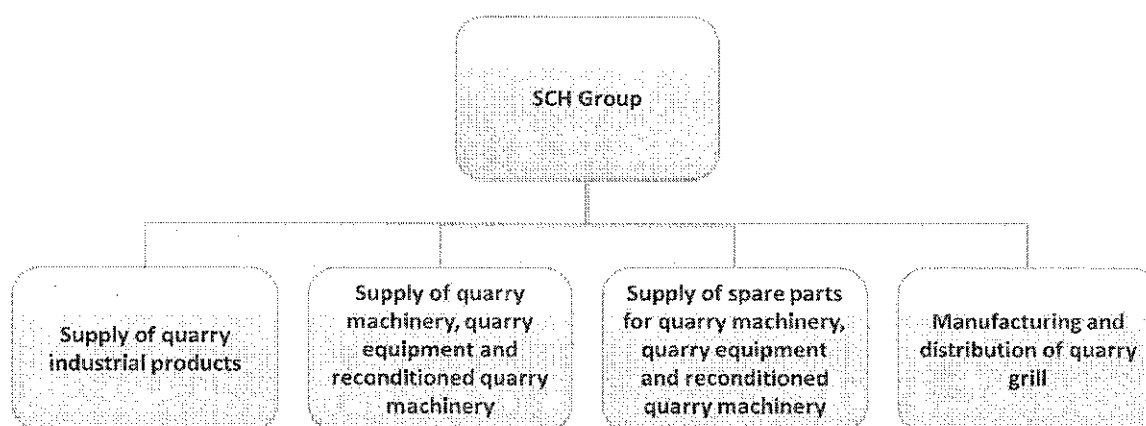 SCH Group
Supply of quarry
industrial products
Supply of quarry
machinery, quarry
equipment and
reconditioned quarry
machinery
Supply of spare parts
for quarry machinery,
quarry equipment
and reconditioned
quarry machinery
Manufacturing and
distribution of quarry
grill